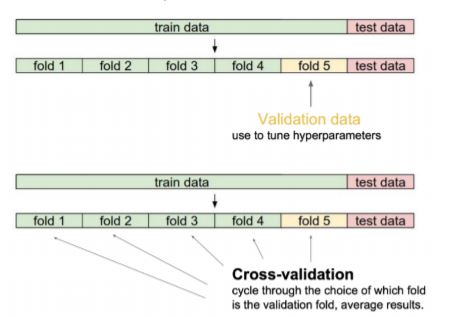 train data test data
fold 1 fold 2 fold 3 fold 4 fold 5 test data
Validation data
use to tune hyperparameters
train data test data
fold 1 fold 2 fold 3 fold 4 fold 5 test data
Cross-validation
cycle through the choice of which fold
is the validation fold, average results.